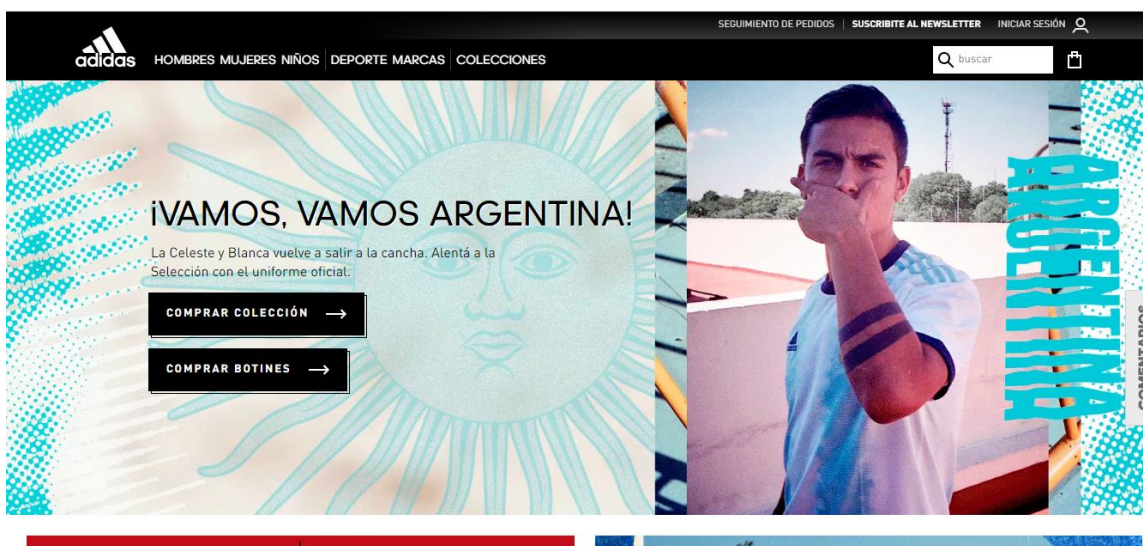 SEGUIMIENTO DE PEDIDOS | SUSCRIBITE AL NEWSLETTER INICIAR SESIÓN
adidas
HOMBRES MUJERES NIÑOS | DEPORTE MARCAS | COLECCIONES
buscar
¡VAMOS, VAMOS ARGENTINA!
La Celeste y Blanca vuelve a salir a la cancha. Alentá a la
Selección con el uniforme oficial.
COMPRAR COLECCIÓN
COMPRAR BOTINES
ARGENTINA
ARGENTINA
COMENTARIOS